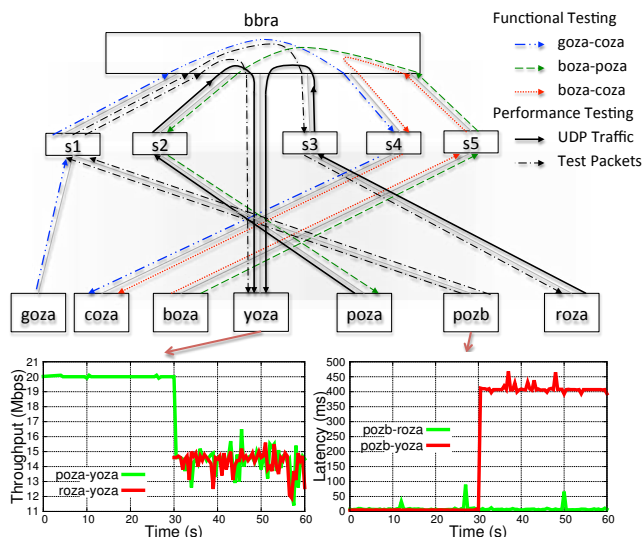 bbra
Functional Testing
goza-coza
boza-poza
boza-coza
Performance Testing
UDP Traffic
Test Packets
s1
s2
s3
s4
s5
goza
coza
boza
yoza
poza
pozb
roza
Throughput (Mbps)
21
20
19
18
17
16
15
14
13
12
11
poza-yoza
roza-yoza
0
10
20
30
40
50
60
Time (s)
Latency (ms)
500
450
400
350
300
250
200
150
100
50
0
pozb-roza
pozb-yoza
0
10
20
30
40
50
60
Time (s)